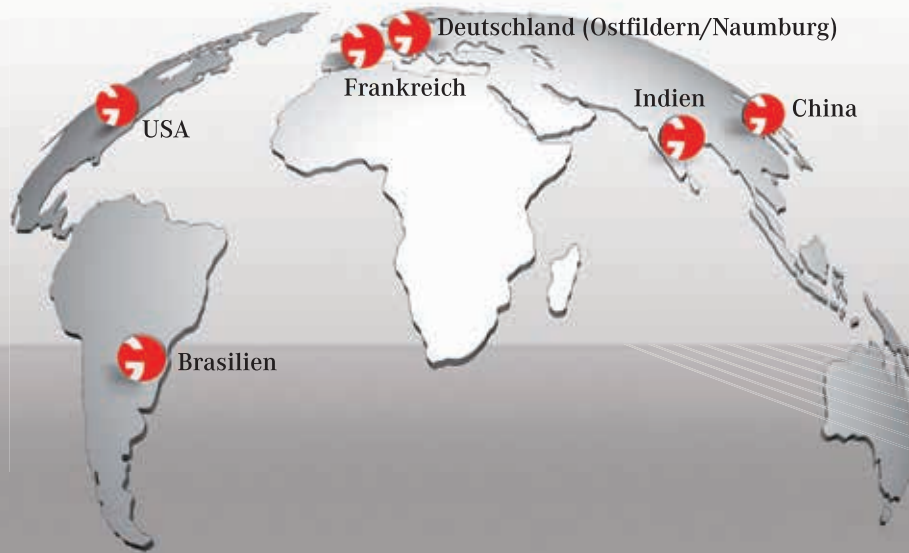 Deutschland (Ostfildern/Naumburg)
Frankreich
Indien
China
USA
Brasilien